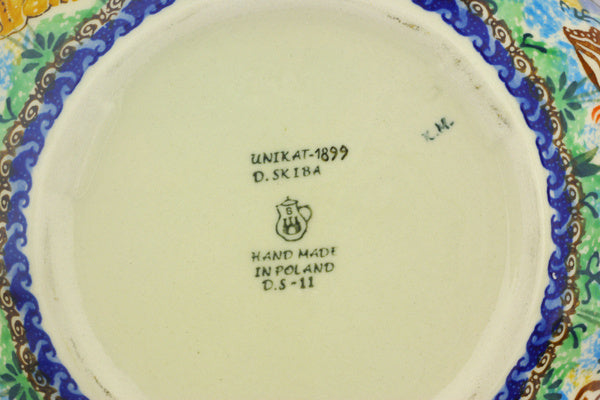 UNIKAT-1899
D. SKIBA
K.M.
B
HAND MADE
IN POLAND
D.S-11